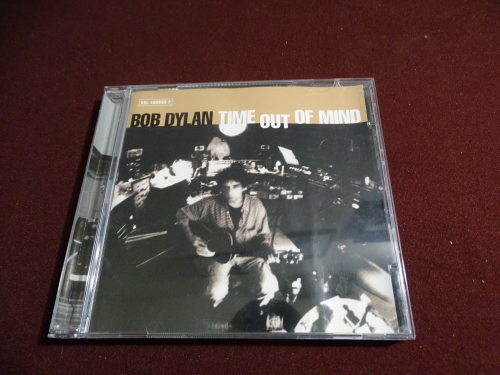 BOB DYLAN TIME OUT OF MIND